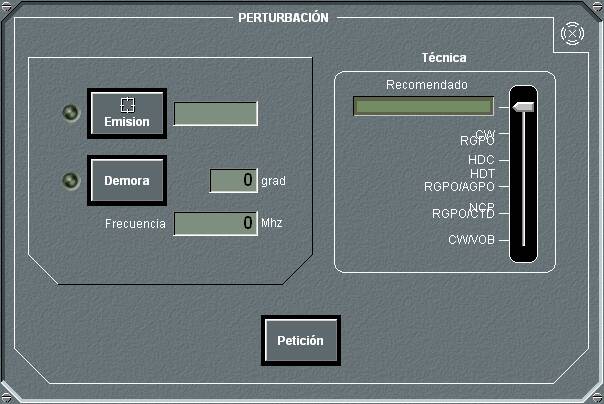 PERTURBACIÓN
Emision
Demora
0 grad
Frecuencia 0 Mhz
Técnica
Recomendado
CW
RGPO
HDC
HDT
RGPO/AGPO
NCP
RGPO/CTD
CW/VOB
Petición